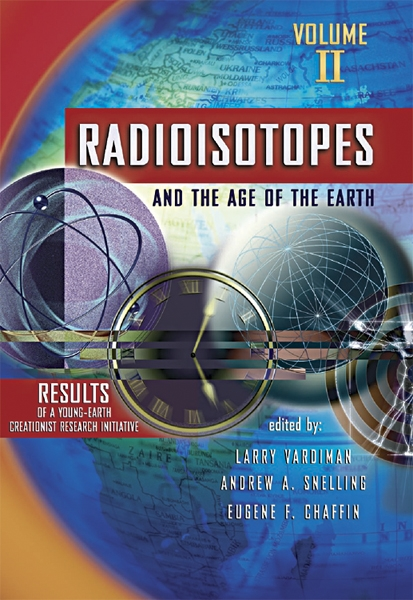 VOLUME
II
RADIOISOTOPES
AND THE AGE OF THE EARTH
RESULTS
OF A YOUNG-EARTH
CREATIONIST RESEARCH INITIATIVE
edited by:
LARRY VARDIMAN
ANDREW A. SNELLING
EUGENE F. CHAFFIN
UKRAINE